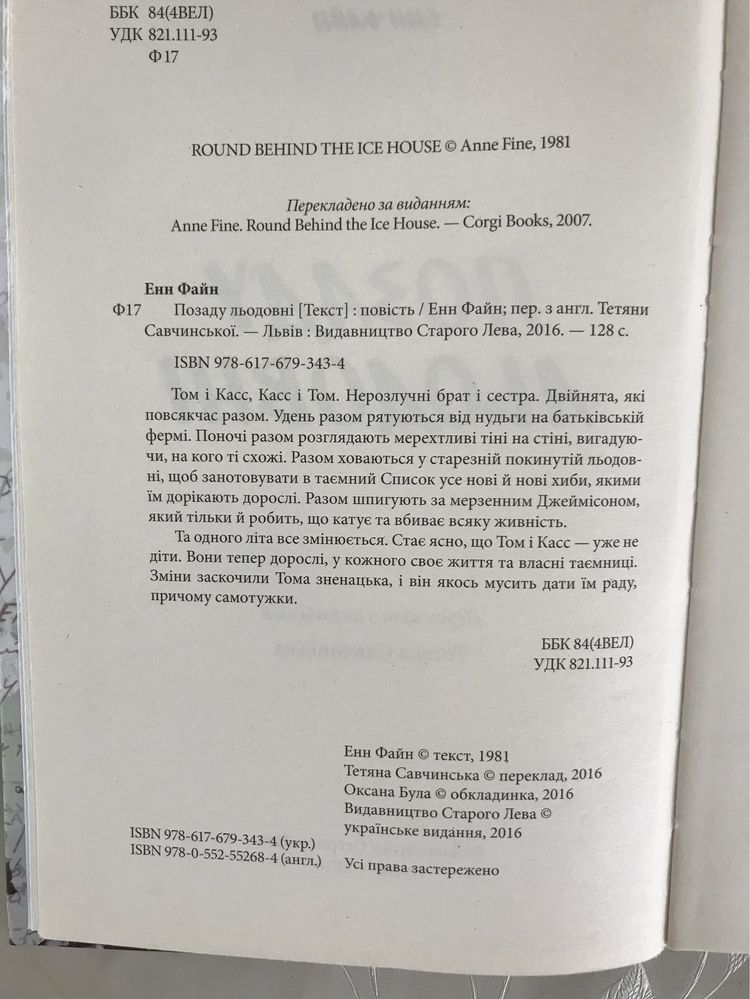 ББК 84(4ВЕЛ)
УДК 821.111-93
Ф 17
ROUND BEHIND THE ICE HOUSE © Anne Fine, 1981
Перекладено за виданням:
Anne Fine. Round Behind the Ice House. — Corgi Books, 2007.
Енн Файн
Ф17 Позаду льодовні [Текст] : повість / Енн Файн; пер. з англ. Тетяни
Савчинської. — Львів : Видавництво Старого Лева, 2016. — 128 с.
ISBN 978-617-679-343-4
Том і Касс, Касс і Том. Нерозлучні брат і сестра. Двійнята, які
повсякчас разом. Удень разом рятуються від нудьги на батьківській
фермі. Поночі разом розглядають мерехтливі тіні на стіні, вигадую-
чи, на кого ті схожі. Разом ховаються у старезній покинутій льодов-
ні, щоб занотовувати в таємний Список усе нові й нові хиби, якими
їм дорікають дорослі. Разом шпигують за мерзенним Джеймісоном,
який тільки й робить, що катує та вбиває всяку живність.
Та одного літа все змінюється. Стає ясно, що Том і Касс — уже не
діти. Вони тепер дорослі, у кожного своє життя та власні таємниці.
Зміни заскочили Тома зненацька, і він якось мусить дати їм раду,
причому самотужки.
ББК 84(4ВЕЛ)
УДК 821.111-93
Енн Файн © текст, 1981
Тетяна Савчинська © переклад, 2016
Оксана Була © обкладинка, 2016
Видавництво Старого Лева ©
українське видання, 2016
ISBN 978-617-679-343-4 (укр.)
ISBN 978-0-552-55268-4 (англ.)
Усі права застережено